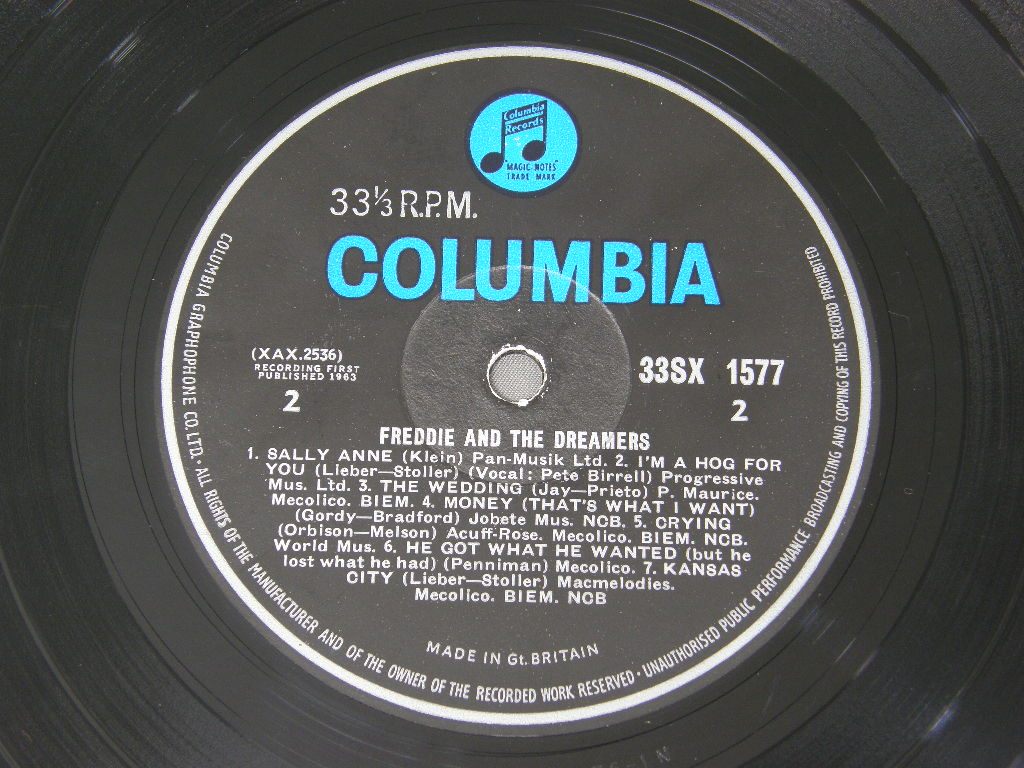 Columbia
Records
"MAGIC NOTES"
TRADE MARK
33⅓ R.P.M.
COLUMBIA
(XAX.2536)
RECORDING FIRST
PUBLISHED 1963
2
33SX 1577
2
FREDDIE AND THE DREAMERS
1. SALLY ANNE (Klein) Pan-Musik Ltd. 2. I'M A HOG FOR
YOU (Lieber—Stoller) (Vocal: Pete Birrell) Progressive
Mus. Ltd. 3. THE WEDDING (Jay—Prieto) P. Maurice.
Mecolico. BIEM. 4. MONEY (THAT'S WHAT I WANT)
(Gordy—Bradford) Jobete Mus. NCB. 5. CRYING
(Orbison—Melson) Acuff-Rose. Mecolico. BIEM. NCB.
World Mus. 6. HE GOT WHAT HE WANTED (but he
lost what he had) (Penniman) Mecolico. 7. KANSAS
CITY (Lieber—Stoller) Macmelodies.
Mecolico. BIEM. NCB
MADE IN Gt. BRITAIN
COLUMBIA GRAPHOPHONE CO. LTD. · ALL RIGHTS OF THE MANUFACTURER AND OF THE OWNER OF THE RECORDED WORK RESERVED · UNAUTHORISED PUBLIC PERFORMANCE BROADCASTING AND COPYING OF THIS RECORD PROHIBITED